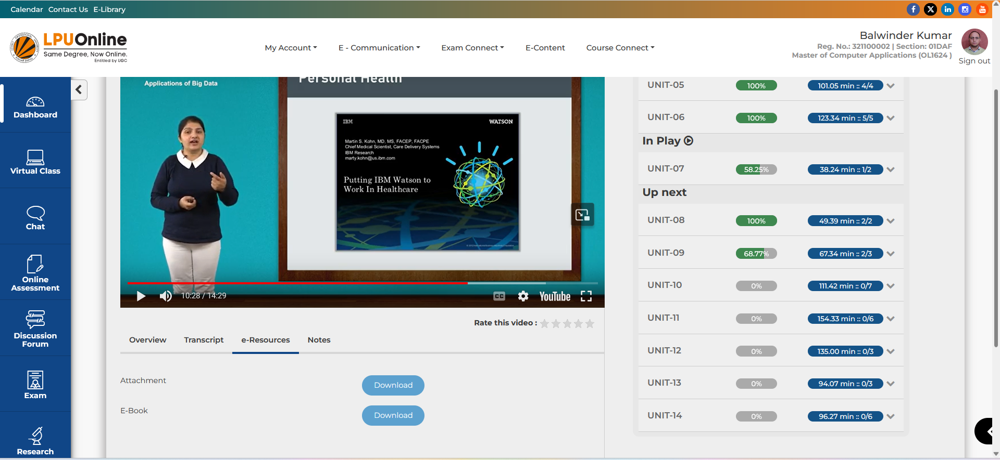 Calendar Contact Us E-Library
LPUOnline
Same Degree, Now Online.
Entitled by UGC
My Account
E - Communication
Exam Connect
E-Content
Course Connect
Balwinder Kumar
Reg. No.: 321100002 | Section: 01DAF
Master of Computer Applications (OL1624 )
Sign out
Dashboard
Virtual Class
Chat
Online
Assessment
Discussion
Forum
Exam
Research
Applications of Big Data
Personal Health
IBM
WATSON
Martin S. Kohn, MD, MS, FACEP, FACPE
Chief Medical Scientist, Care Delivery Systems
IBM Research
marty.kohn@us.ibm.com
Putting IBM Watson to
Work In Healthcare
10:28 / 14:29
CC
YouTube
Rate this video :
Overview Transcript e-Resources Notes
Attachment Download
E-Book Download
UNIT-05 100% 101.05 min :: 4/4
UNIT-06 100% 123.34 min :: 5/5
In Play
UNIT-07 58.25% 38.24 min :: 1/2
Up next
UNIT-08 100% 49.39 min :: 2/2
UNIT-09 68.77% 67.34 min :: 2/3
UNIT-10 0% 111.42 min :: 0/7
UNIT-11 0% 154.33 min :: 0/6
UNIT-12 0% 135.00 min :: 0/3
UNIT-13 0% 94.07 min :: 0/3
UNIT-14 0% 96.27 min :: 0/6